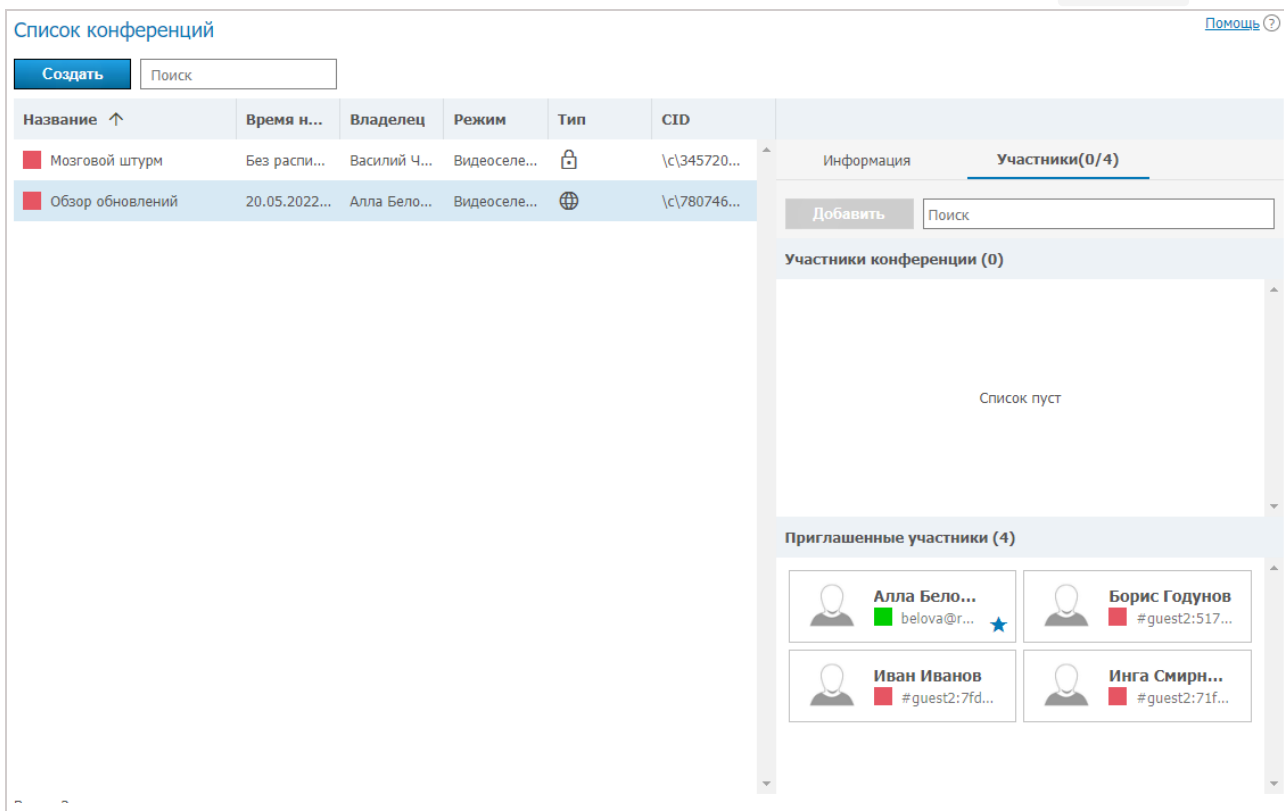 Список конференций
Помощь ?
Создать Поиск
Название Время н... Владелец Режим Тип CID
Мозговой штурм Без распи... Василий Ч... Видеоселе... \c\345720...
Обзор обновлений 20.05.2022... Алла Бело... Видеоселе... \c\780746...
Информация Участники(0/4)
Добавить Поиск
Участники конференции (0)
Список пуст
Приглашенные участники (4)
Алла Бело...
belova@r...
Борис Годунов
#guest2:517...
Иван Иванов
#guest2:7fd...
Инга Смирн...
#guest2:71f...